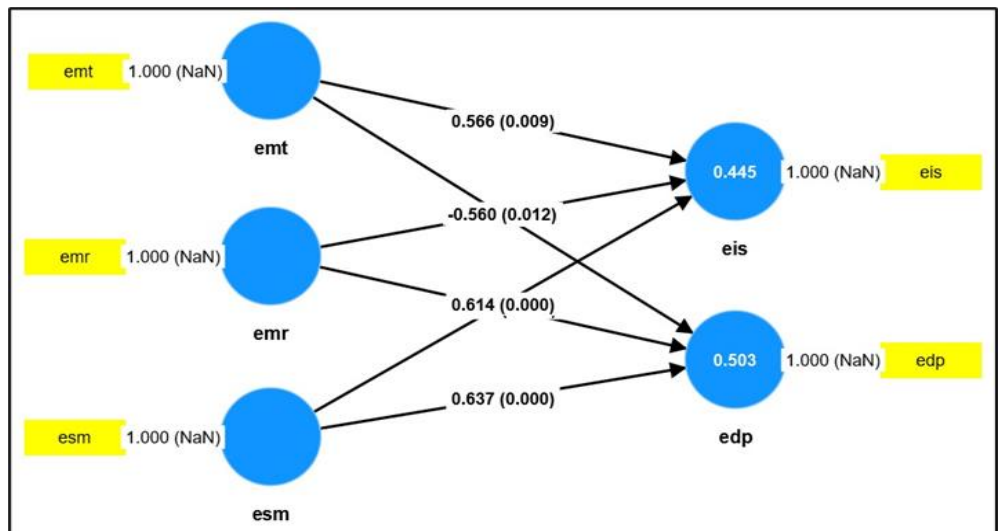 emt
1.000 (NaN)
emt
0.566 (0.009)
0.445
1.000 (NaN)
eis
eis
-0.560 (0.012)
emr
1.000 (NaN)
emr
0.614 (0.000)
0.503
1.000 (NaN)
edp
edp
0.637 (0.000)
esm
1.000 (NaN)
esm